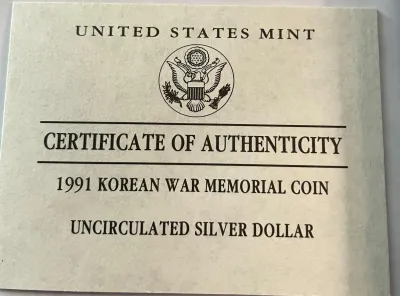 UNITED STATES MINT
CERTIFICATE OF AUTHENTICITY
1991 KOREAN WAR MEMORIAL COIN
UNCIRCULATED SILVER DOLLAR